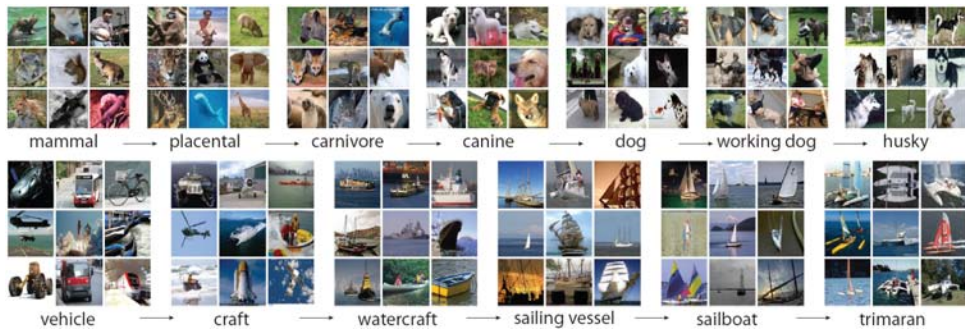 mammal → placental → carnivore → canine → dog → working dog → husky
vehicle → craft → watercraft → sailing vessel → sailboat → trimaran